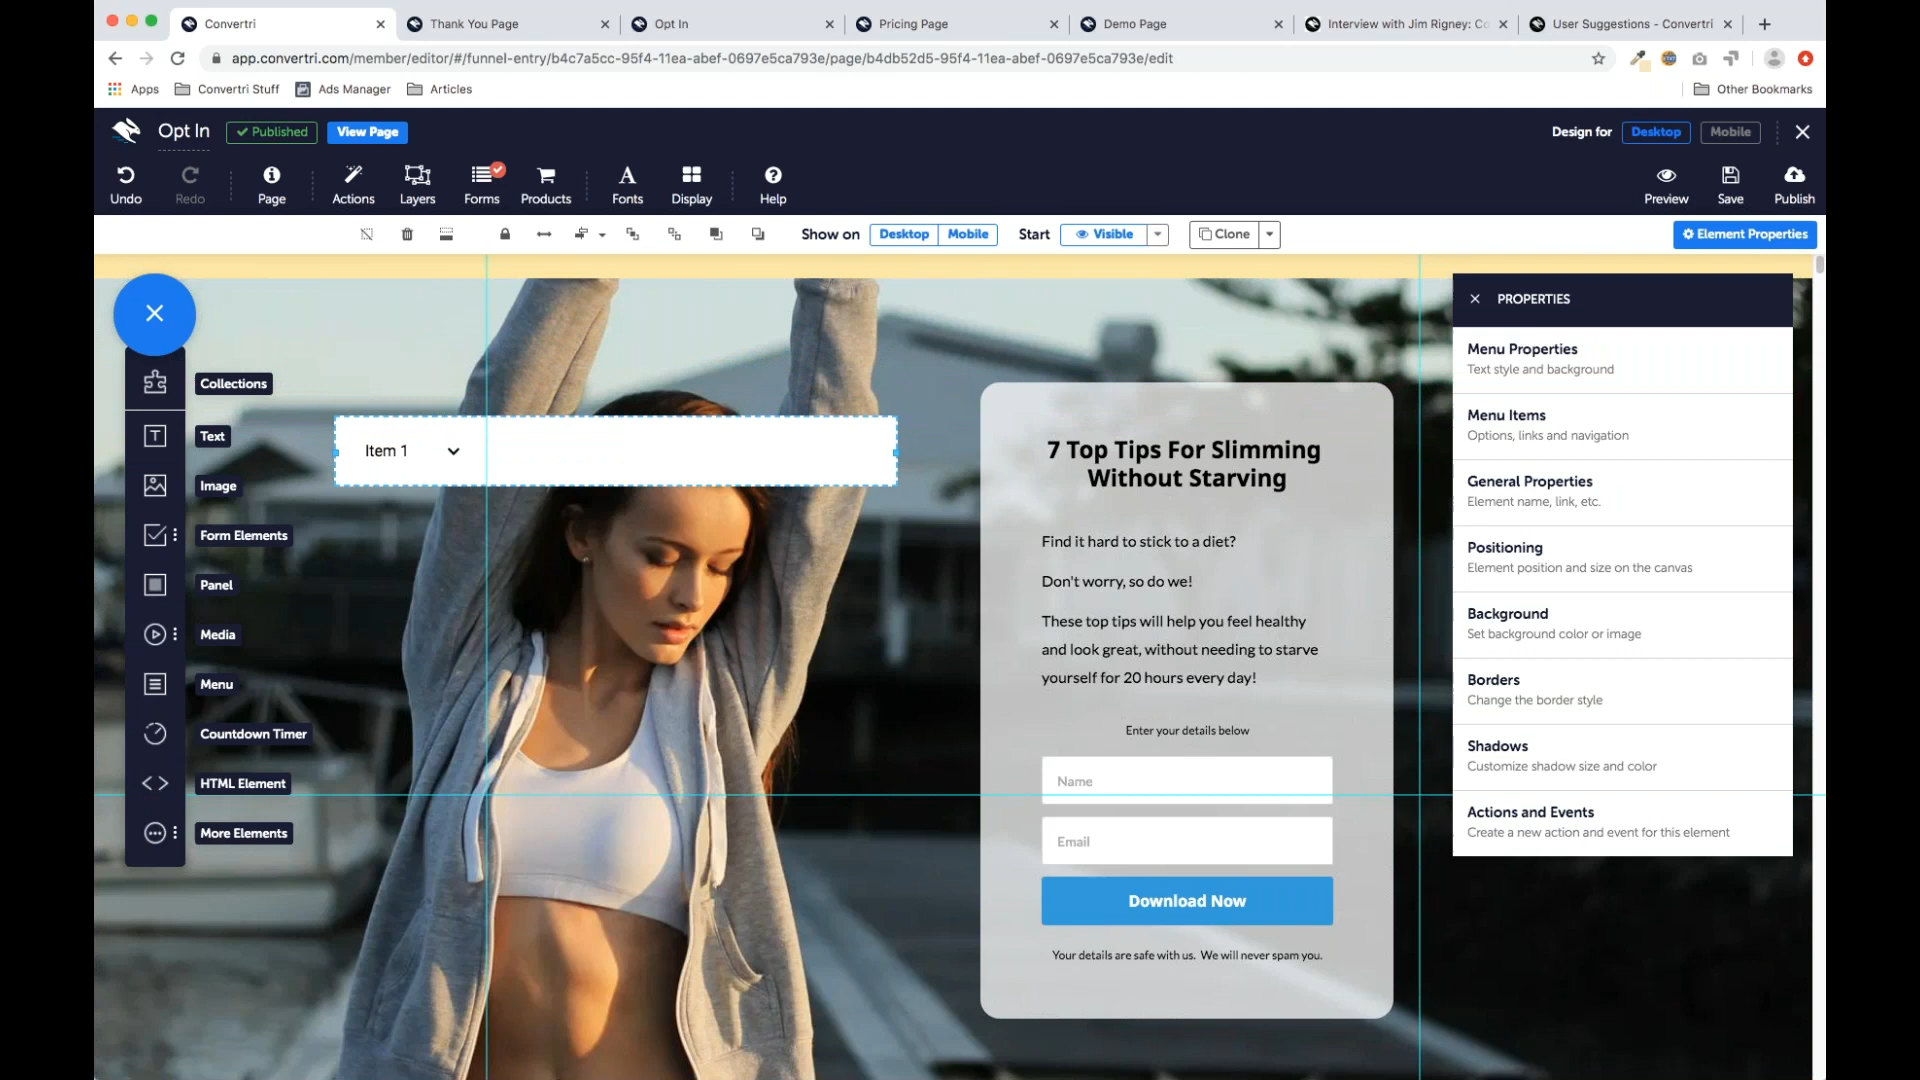 Convertri
Thank You Page
Opt In
Pricing Page
Demo Page
Interview with Jim Rigney: Co
User Suggestions - Convertri
app.convertri.com/member/editor/#/funnel-entry/b4c7a5cc-95f4-11ea-abef-0697e5ca793e/page/b4db52d5-95f4-11ea-abef-0697e5ca793e/edit
Apps
Convertri Stuff
Ads Manager
Articles
Other Bookmarks
Opt In
Published
View Page
Design for
Desktop
Mobile
Undo
Redo
Page
Actions
Layers
Forms
Products
Fonts
Display
Help
Preview
Save
Publish
Show on
Desktop
Mobile
Start
Visible
Clone
Element Properties
Collections
Text
Image
Form Elements
Panel
Media
Menu
Countdown Timer
HTML Element
More Elements
Item 1
7 Top Tips For Slimming
Without Starving
Find it hard to stick to a diet?
Don't worry, so do we!
These top tips will help you feel healthy
and look great, without needing to starve
yourself for 20 hours every day!
Enter your details below
Name
Email
Download Now
Your details are safe with us. We will never spam you.
PROPERTIES
Menu Properties
Text style and background
Menu Items
Options, links and navigation
General Properties
Element name, link, etc.
Positioning
Element position and size on the canvas
Background
Set background color or image
Borders
Change the border style
Shadows
Customize shadow size and color
Actions and Events
Create a new action and event for this element